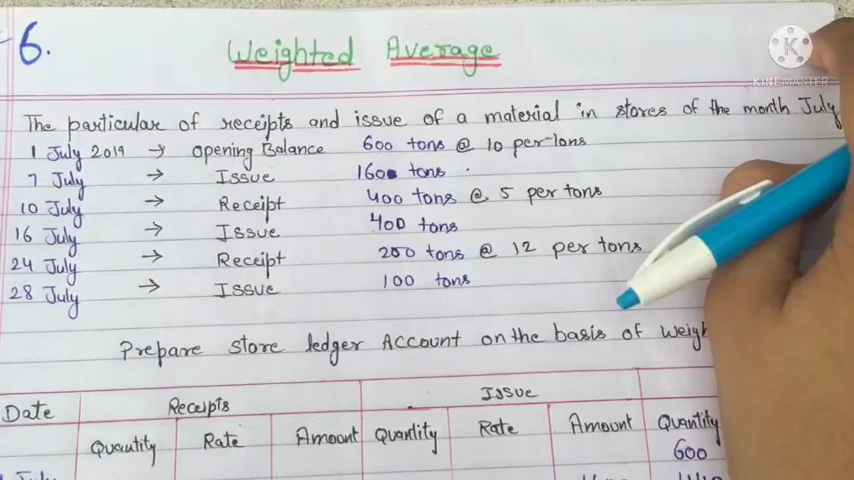 6.
Weighted Average
K
KINEMASTER
The particular of receipts and issue of a material in stores of the month July
1 July 2019 → opening Balance 600 tons @ 10 per tons
7 July → Issue 160 tons .
10 July → Receipt 400 tons @ 5 per tons
16 July → Issue 400 tons
24 July → Receipt 200 tons @ 12 per tons
28 July → Issue 100 tons
Prepare store ledger Account on the basis of weigh
Receipts Issue
Date Quantity Rate Amount Quantity Rate Amount Quantity
600
July